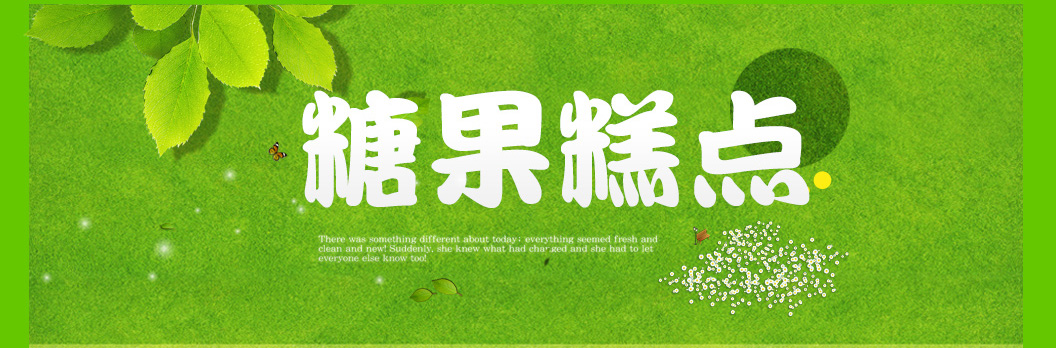 糖果糕点
There was something different about today; everything seemed fresh and
clean and new! Suddenly, she knew what had changed and she had to let
everyone else know too!